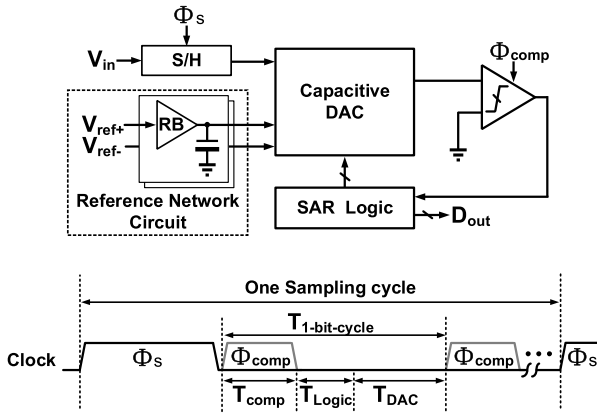 Φs
Vin
S/H
Capacitive
DAC
Φcomp
Vref+
RB
Vref-
Reference Network
Circuit
SAR Logic
Dout
One Sampling cycle
T1-bit-cycle
Clock
Φs
Φcomp
Φcomp
Φs
Tcomp
TLogic
TDAC